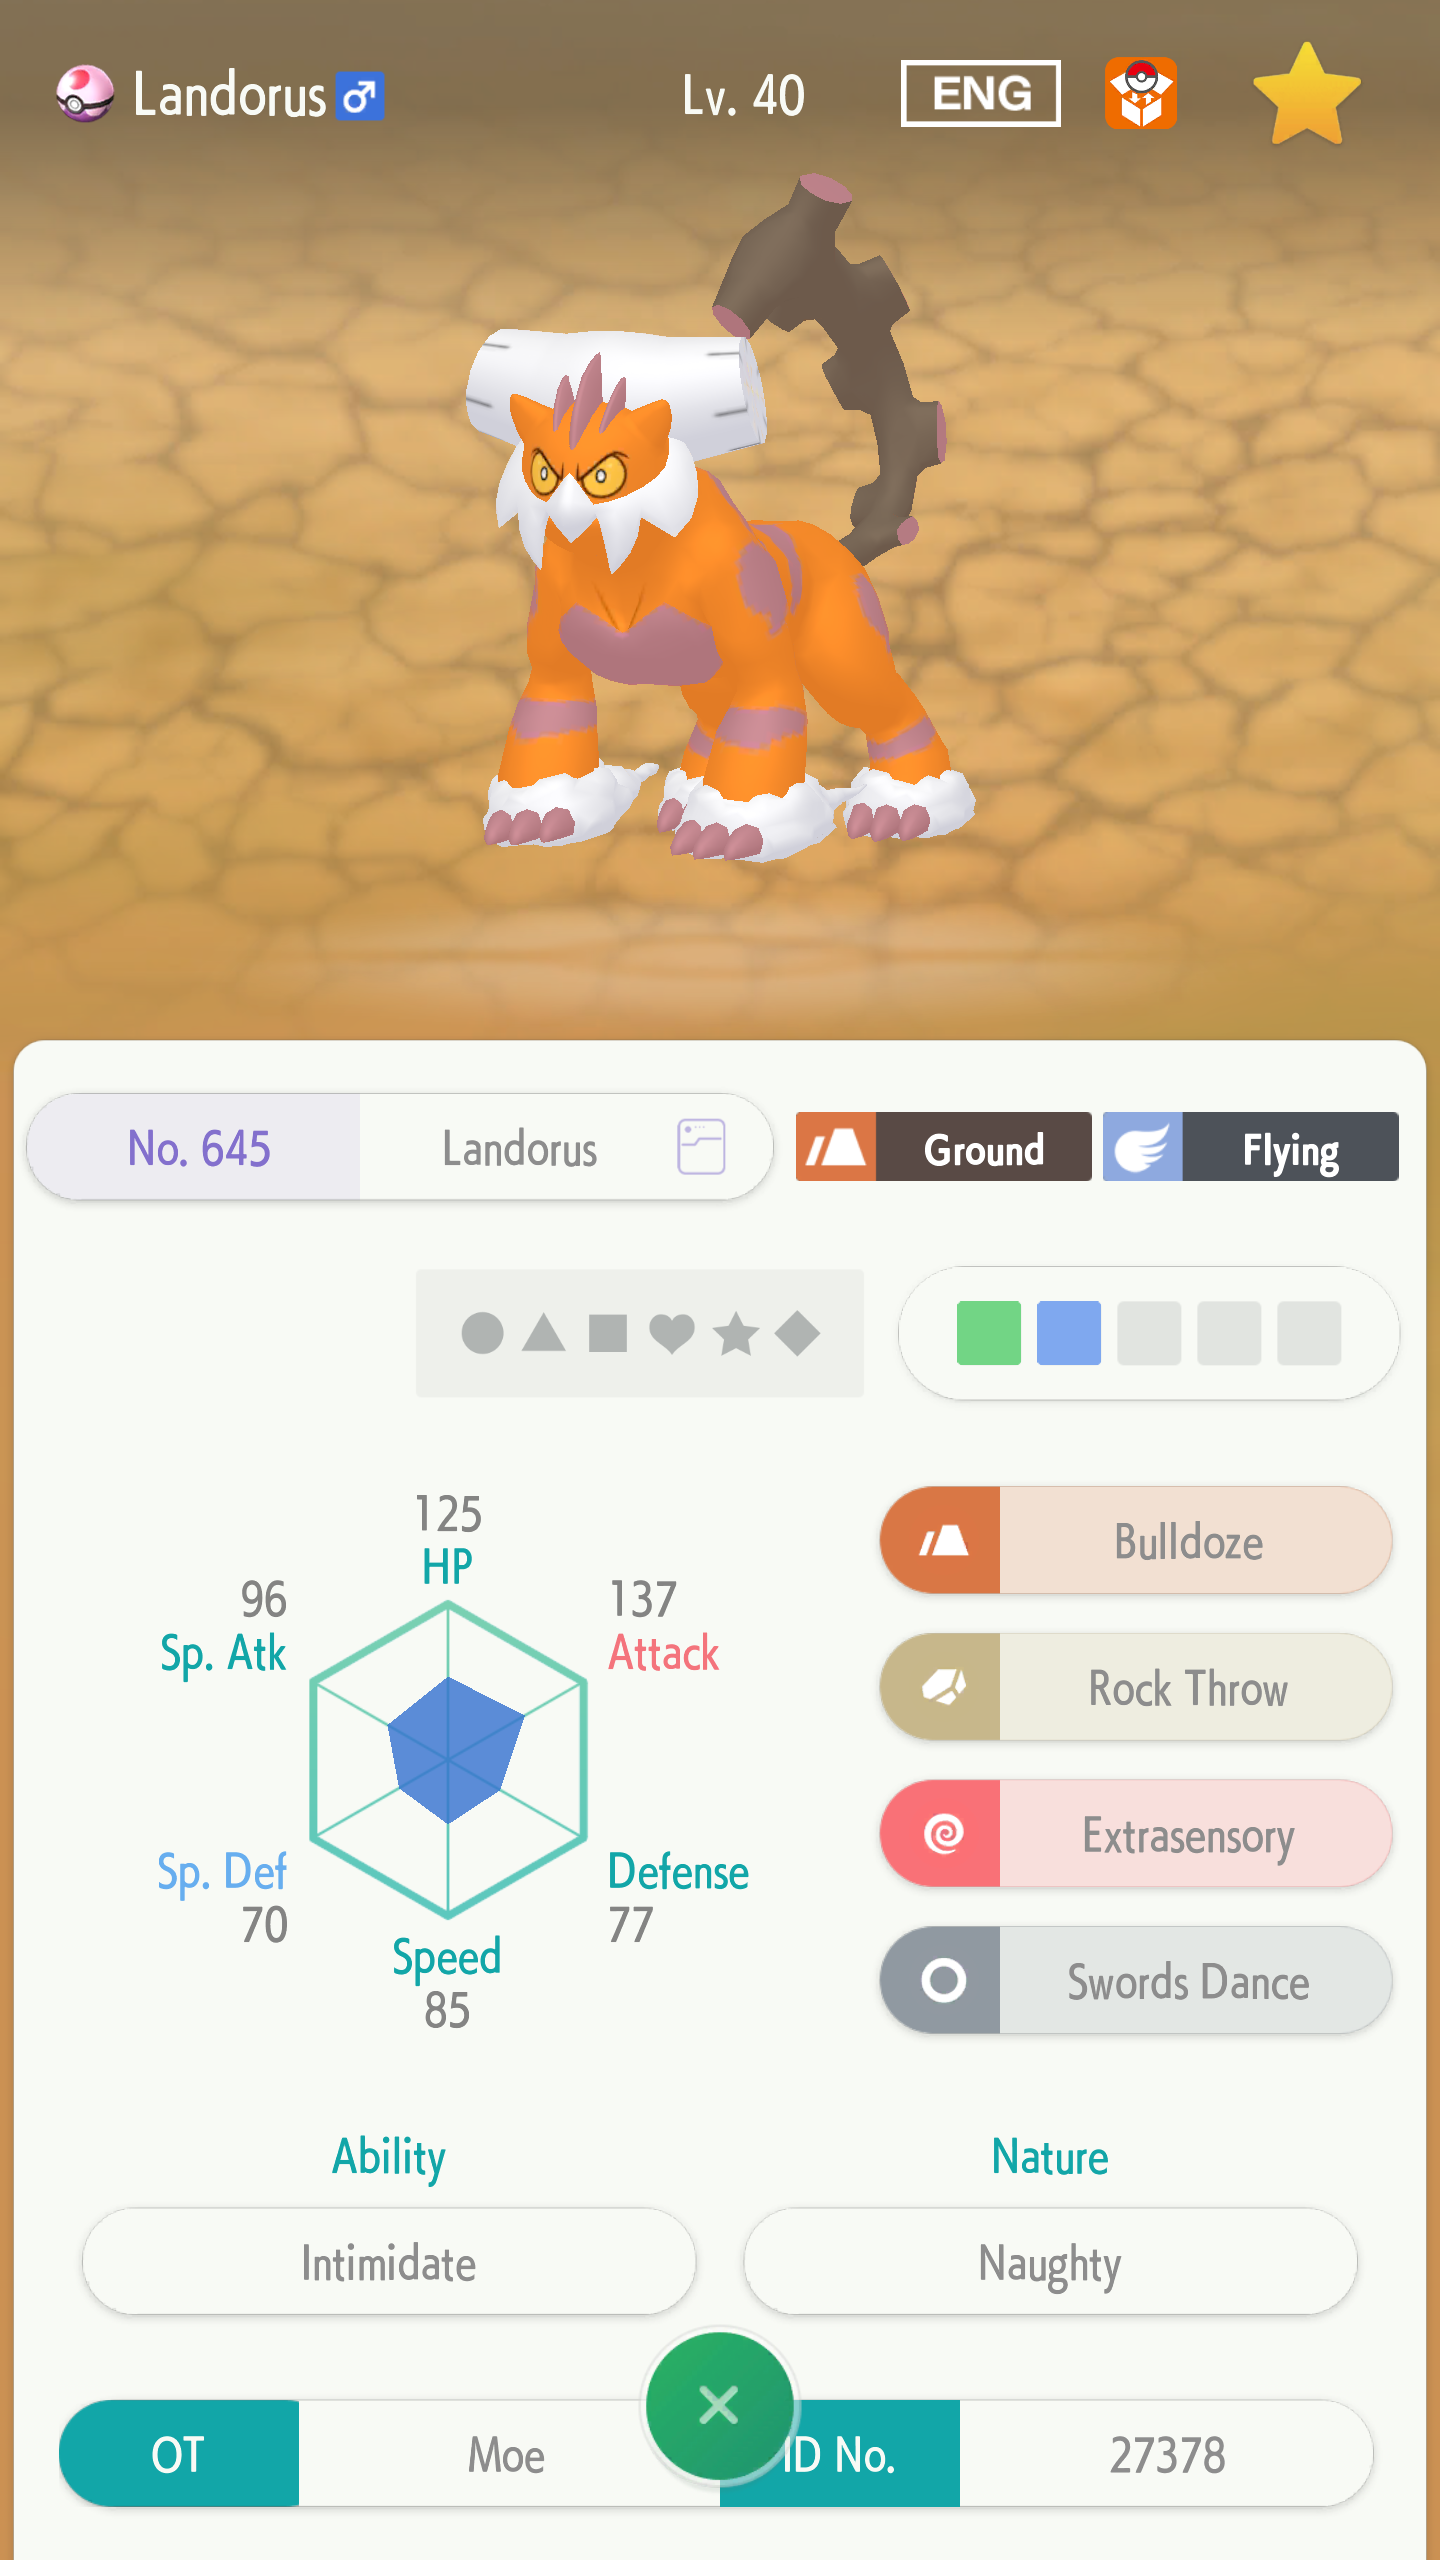 Landorus♂ Lv. 40 ENG
No. 645 Landorus Ground Flying
125
HP
96
Sp. Atk
137
Attack
Sp. Def
70
Defense
77
Speed
85
Bulldoze
Rock Throw
Extrasensory
Swords Dance
Ability
Intimidate
Nature
Naughty
OT Moe ID No. 27378